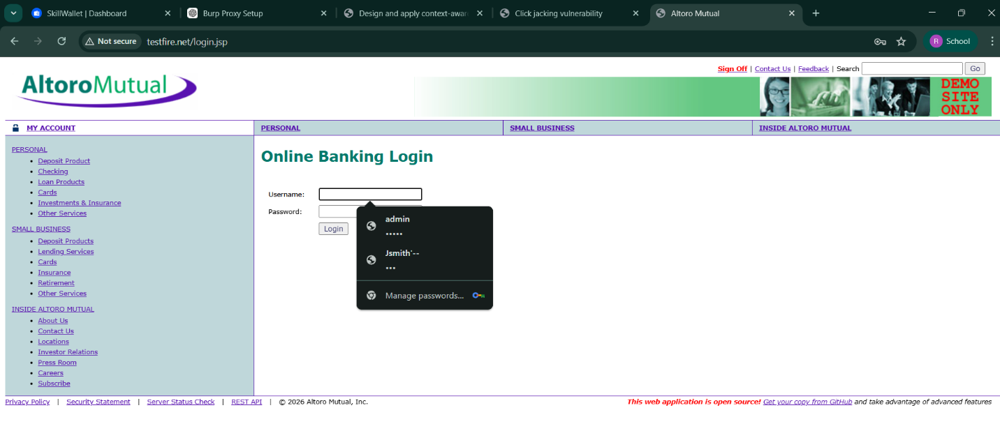 SkillWallet | Dashboard
Burp Proxy Setup
Design and apply context-awar
Click jacking vulnerability
Altoro Mutual
Not secure testfire.net/login.jsp
R School
Sign Off | Contact Us | Feedback | Search Go
AltoroMutual
DEMO
SITE
ONLY
MY ACCOUNT
PERSONAL
SMALL BUSINESS
INSIDE ALTORO MUTUAL
PERSONAL
Deposit Product
Checking
Loan Products
Cards
Investments & Insurance
Other Services
SMALL BUSINESS
Deposit Products
Lending Services
Cards
Insurance
Retirement
Other Services
INSIDE ALTORO MUTUAL
About Us
Contact Us
Locations
Investor Relations
Press Room
Careers
Subscribe
Online Banking Login
Username:
Password:
Login
admin
•••••
Jsmith'--
•••
Manage passwords...
Privacy Policy | Security Statement | Server Status Check | REST API | © 2026 Altoro Mutual, Inc.
This web application is open source! Get your copy from GitHub and take advantage of advanced features